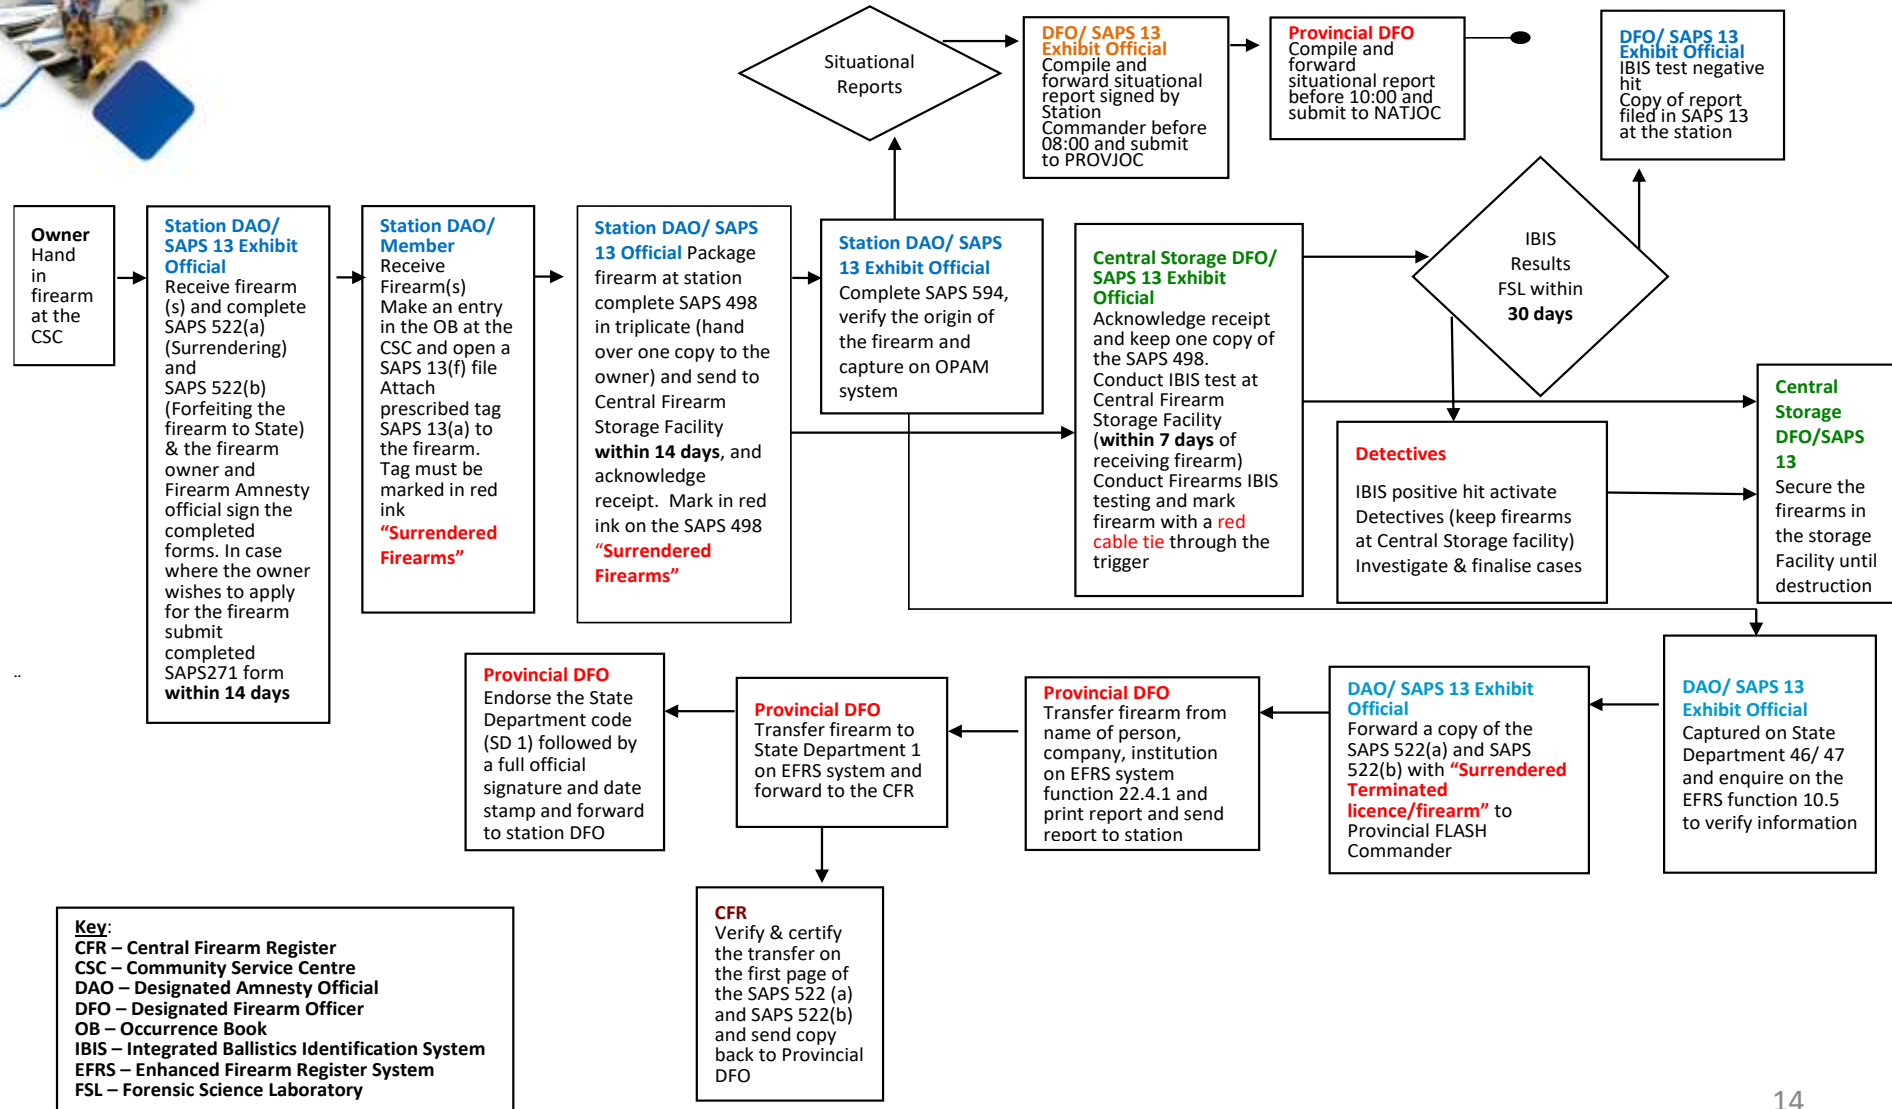 Situational
Reports
DFO/ SAPS 13
Exhibit Official
Compile and
forward situational
report signed by
Station
Commander before
08:00 and submit
to PROVJOC
Provincial DFO
Compile and
forward
situational report
before 10:00 and
submit to NATJOC
DFO/ SAPS 13
Exhibit Official
IBIS test negative
hit
Copy of report
filed in SAPS 13
at the station
Owner
Hand
in
firearm
at the
CSC
Station DAO/
SAPS 13 Exhibit
Official
Receive firearm
(s) and complete
SAPS 522(a)
(Surrendering)
and
SAPS 522(b)
(Forfeiting the
firearm to State)
& the firearm
owner and
Firearm Amnesty
official sign the
completed
forms. In case
where the owner
wishes to apply
for the firearm
submit
completed
SAPS271 form
within 14 days
Station DAO/
Member
Receive
Firearm(s)
Make an entry
in the OB at the
CSC and open a
SAPS 13(f) file
Attach
prescribed tag
SAPS 13(a) to
the firearm.
Tag must be
marked in red
ink
“Surrendered
Firearms”
Station DAO/ SAPS
13 Official Package
firearm at station
complete SAPS 498
in triplicate (hand
over one copy to the
owner) and send to
Central Firearm
Storage Facility
within 14 days, and
acknowledge
receipt. Mark in red
ink on the SAPS 498
“Surrendered
Firearms”
Station DAO/ SAPS
13 Exhibit Official
Complete SAPS 594,
verify the origin of
the firearm and
capture on OPAM
system
Central Storage DFO/
SAPS 13 Exhibit
Official
Acknowledge receipt
and keep one copy of
the SAPS 498.
Conduct IBIS test at
Central Firearm
Storage Facility
(within 7 days of
receiving firearm)
Conduct Firearms IBIS
testing and mark
firearm with a red
cable tie through the
trigger
IBIS
Results
FSL within
30 days
Detectives
IBIS positive hit activate
Detectives (keep firearms
at Central Storage facility)
Investigate & finalise cases
Central
Storage
DFO/SAPS
13
Secure the
firearms in
the storage
Facility until
destruction
..
Provincial DFO
Endorse the State
Department code
(SD 1) followed by
a full official
signature and date
stamp and forward
to station DFO
Provincial DFO
Transfer firearm to
State Department 1
on EFRS system and
forward to the CFR
Provincial DFO
Transfer firearm from
name of person,
company, institution
on EFRS system
function 22.4.1 and
print report and send
report to station
DAO/ SAPS 13 Exhibit
Official
Forward a copy of the
SAPS 522(a) and SAPS
522(b) with “Surrendered
Terminated
licence/firearm” to
Provincial FLASH
Commander
DAO/ SAPS 13
Exhibit Official
Captured on State
Department 46/ 47
and enquire on the
EFRS function 10.5
to verify information
CFR
Verify & certify
the transfer on
the first page of
the SAPS 522 (a)
and SAPS 522(b)
and send copy
back to Provincial
DFO
Key:
CFR – Central Firearm Register
CSC – Community Service Centre
DAO – Designated Amnesty Official
DFO – Designated Firearm Officer
OB – Occurrence Book
IBIS – Integrated Ballistics Identification System
EFRS – Enhanced Firearm Register System
FSL – Forensic Science Laboratory
14